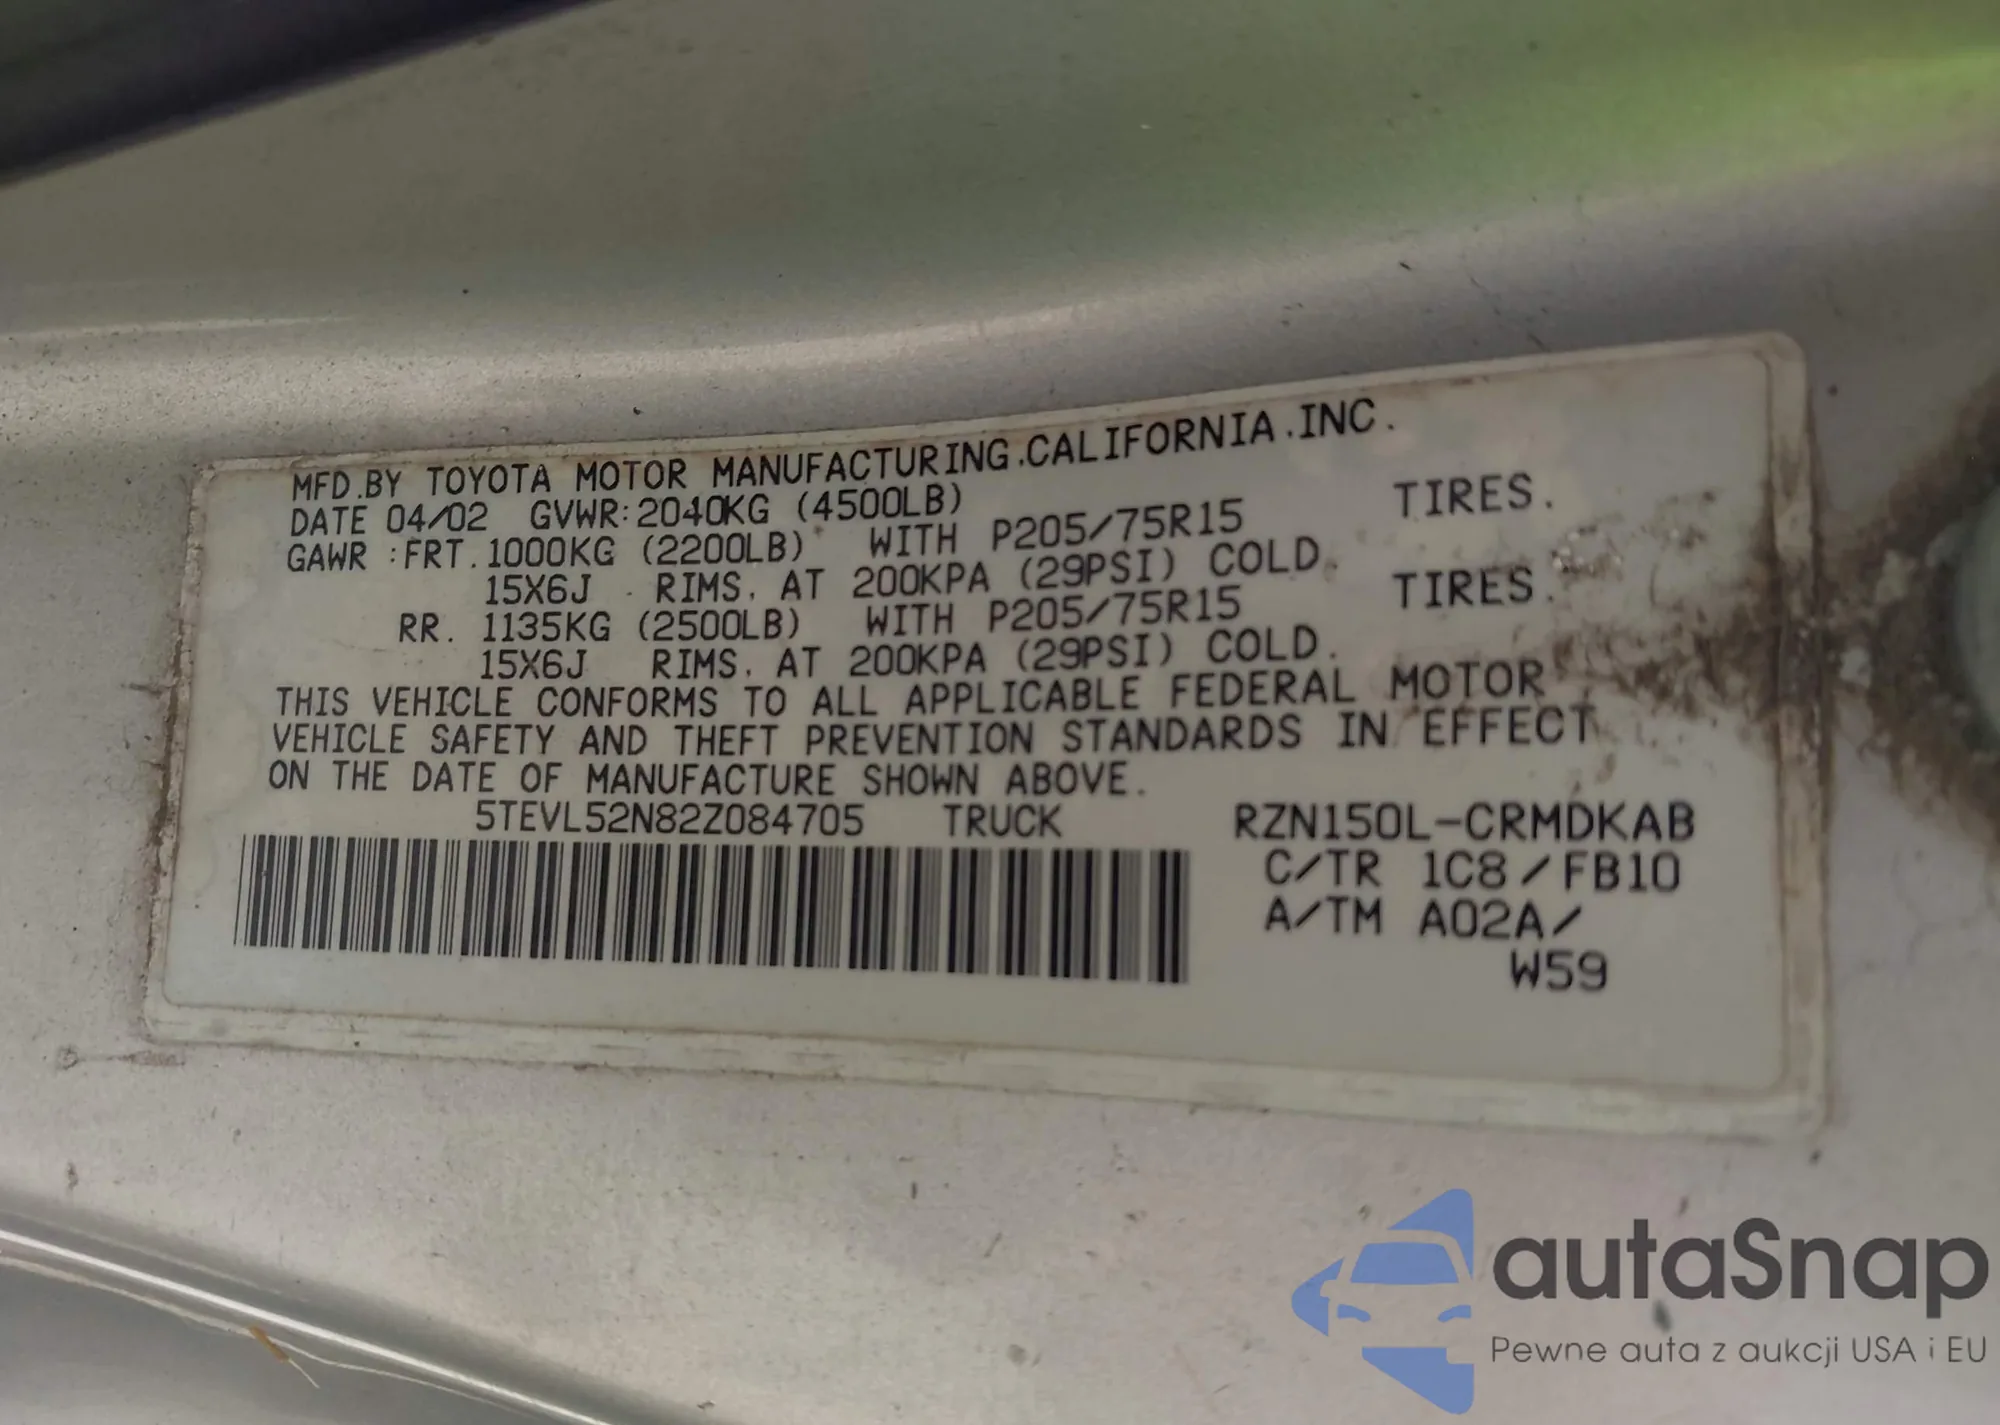 MFD.BY TOYOTA MOTOR MANUFACTURING.CALIFORNIA.INC.
DATE 04/02 GVWR:2040KG (4500LB)
GAWR :FRT. 1000KG (2200LB) WITH P205/75R15 TIRES.
15X6J RIMS. AT 200KPA (29PSI) COLD.
RR. 1135KG (2500LB) WITH P205/75R15 TIRES.
15X6J RIMS. AT 200KPA (29PSI) COLD.
THIS VEHICLE CONFORMS TO ALL APPLICABLE FEDERAL MOTOR
VEHICLE SAFETY AND THEFT PREVENTION STANDARDS IN EFFECT
ON THE DATE OF MANUFACTURE SHOWN ABOVE.
5TEVL52N82Z084705 TRUCK RZN150L-CRMDKAB
C/TR 1C8/FB10
A/TM A02A/
W59
autaSnap
Pewne auta z aukcji USA i EU